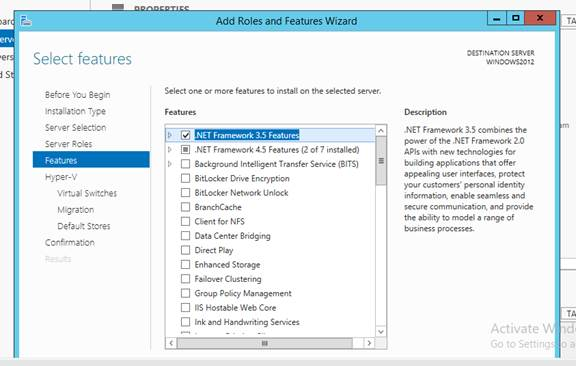 PROPERTIES
Add Roles and Features Wizard
Select features
DESTINATION SERVER
WINDOWS2012
Before You Begin
Installation Type
Server Selection
Server Roles
Features
Hyper-V
Virtual Switches
Migration
Default Stores
Confirmation
Results
Select one or more features to install on the selected server.
Features
.NET Framework 3.5 Features
.NET Framework 4.5 Features (2 of 7 installed)
Background Intelligent Transfer Service (BITS)
BitLocker Drive Encryption
BitLocker Network Unlock
BranchCache
Client for NFS
Data Center Bridging
Direct Play
Enhanced Storage
Failover Clustering
Group Policy Management
IIS Hostable Web Core
Ink and Handwriting Services
Description
.NET Framework 3.5 combines
the power of the .NET Framework 2.0
APIs with new technologies for
building applications that offer
appealing user interfaces, protect
your customers' personal identity
information, enable seamless and
secure communication, and provide
the ability to model a range of
business processes.
TA
TA
Activate Wind
Go to Settings to a